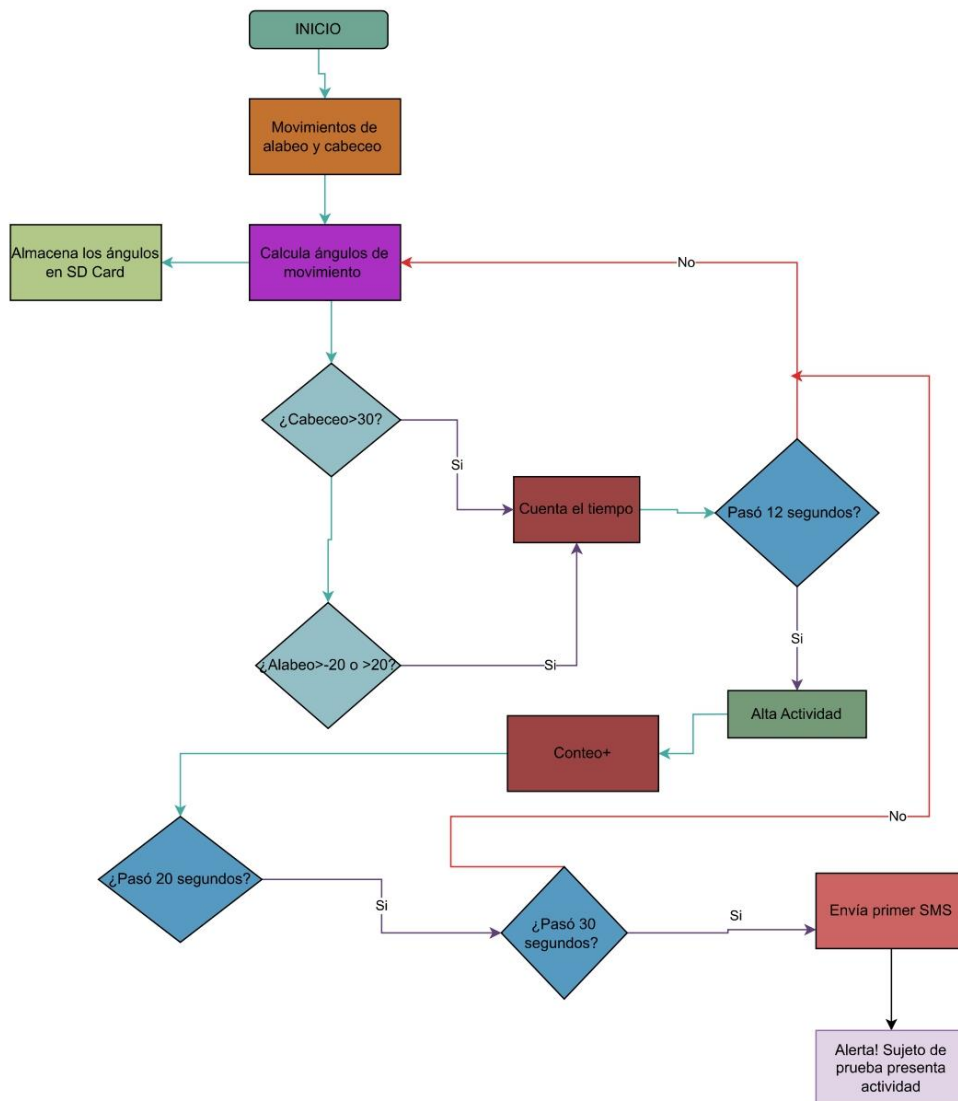 INICIO
Movimientos de
alabeo y cabeceo
Almacena los ángulos
en SD Card
Calcula ángulos de
movimiento
No
¿Cabeceo>30?
Si
Cuenta el tiempo
Pasó 12 segundos?
¿Alabeo>-20 o >20?
Si
Si
Alta Actividad
Conteo+
No
¿Pasó 20 segundos?
Si
¿Pasó 30
segundos?
Si
Envía primer SMS
Alerta! Sujeto de
prueba presenta
actividad